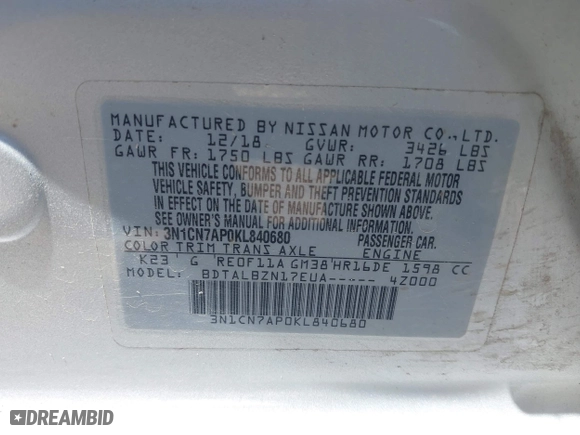 MANUFACTURED BY NISSAN MOTOR CO.,LTD.
DATE: 12/18 GVWR: 3426 LBS
GAWR FR: 1750 LBS GAWR RR: 1708 LBS
THIS VEHICLE CONFORMS TO ALL APPLICABLE FEDERAL MOTOR
VEHICLE SAFETY, BUMPER AND THEFT PREVENTION STANDARDS
IN EFFECT ON THE DATE OF MANUFACTURE SHOWN ABOVE.
SEE OWNER'S MANUAL FOR ADDITIONAL INFORMATION.
VIN: 3N1CN7AP0KL840680 PASSENGER CAR
COLOR TRIM TRANS AXLE ENGINE
K23 G RE0F11A GM38 HR16DE 1598 CC
MODEL: BDTALBZN17EUA----- 4Z000
3N1CN7AP0KL840680
DREAMBID